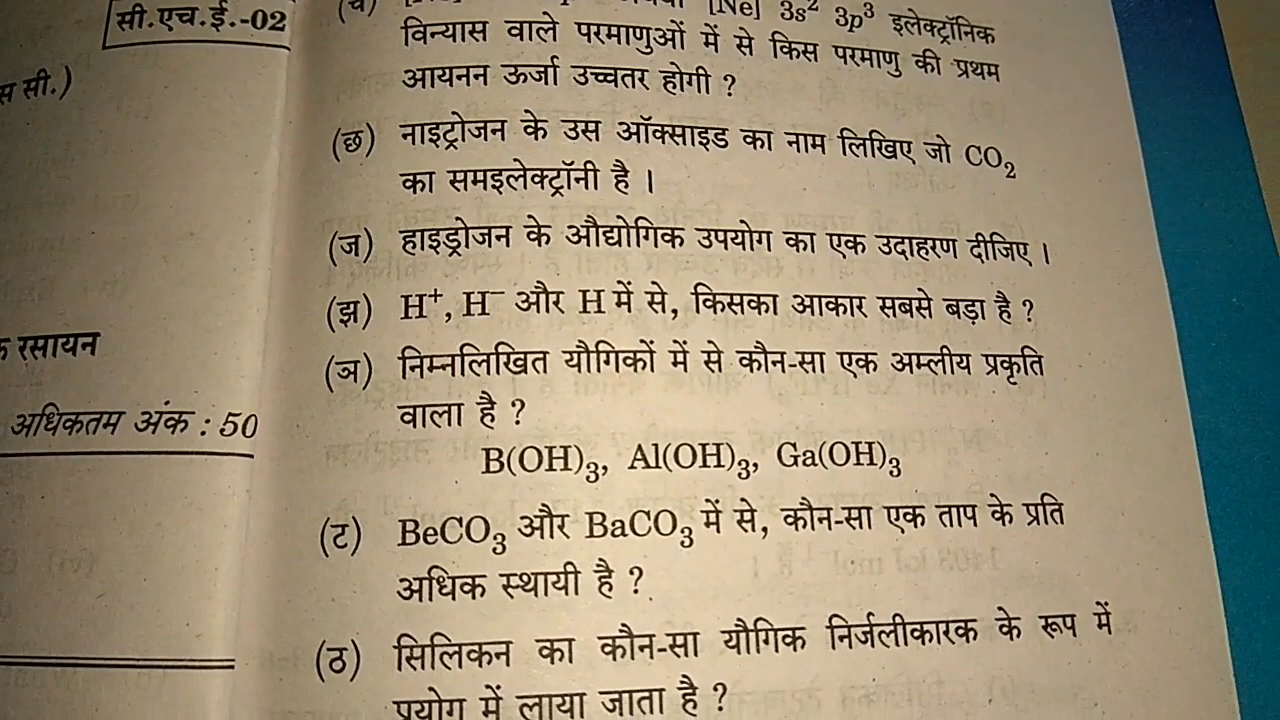 सी.एच.ई.-02
स सी.)
रसायन
अधिकतम अंक : 50
(च) [Ne] 3s² 3p³ इलेक्ट्रॉनिक
विन्यास वाले परमाणुओं में से किस परमाणु की प्रथम
आयनन ऊर्जा उच्चतर होगी ?
(छ) नाइट्रोजन के उस ऑक्साइड का नाम लिखिए जो CO₂
का समइलेक्ट्रॉनी है ।
(ज) हाइड्रोजन के औद्योगिक उपयोग का एक उदाहरण दीजिए ।
(झ) H⁺, H⁻ और H में से, किसका आकार सबसे बड़ा है ?
(ञ) निम्नलिखित यौगिकों में से कौन-सा एक अम्लीय प्रकृति
वाला है ?
B(OH)₃, Al(OH)₃, Ga(OH)₃
(ट) BeCO₃ और BaCO₃ में से, कौन-सा एक ताप के प्रति
अधिक स्थायी है ?
(ठ) सिलिकन का कौन-सा यौगिक निर्जलीकारक के रूप में
प्रयोग में लाया जाता है ?